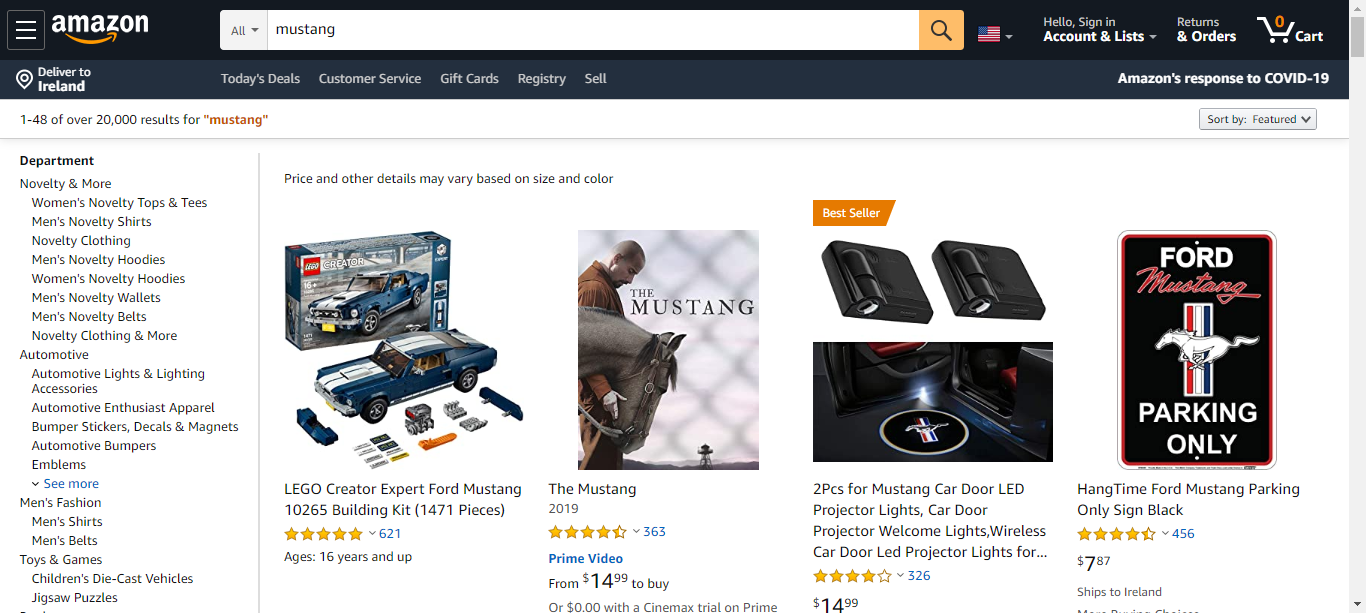 amazon
All
mustang
Hello, Sign in
Account & Lists
Returns
& Orders
0
Cart
Deliver to
Ireland
Today's Deals
Customer Service
Gift Cards
Registry
Sell
Amazon's response to COVID-19
1-48 of over 20,000 results for "mustang"
Sort by: Featured
Department
Novelty & More
Women's Novelty Tops & Tees
Men's Novelty Shirts
Novelty Clothing
Men's Novelty Hoodies
Women's Novelty Hoodies
Men's Novelty Wallets
Men's Novelty Belts
Novelty Clothing & More
Automotive
Automotive Lights & Lighting
Accessories
Automotive Enthusiast Apparel
Bumper Stickers, Decals & Magnets
Automotive Bumpers
Emblems
See more
Men's Fashion
Men's Shirts
Men's Belts
Toys & Games
Children's Die-Cast Vehicles
Jigsaw Puzzles
Price and other details may vary based on size and color
LEGO
CREATOR
16+
LEGO Creator Expert Ford Mustang
10265 Building Kit (1471 Pieces)
621
Ages: 16 years and up
THE
MUSTANG
The Mustang
2019
363
Prime Video
From $14.99 to buy
Or $0.00 with a Cinemax trial on Prime
Best Seller
2Pcs for Mustang Car Door LED
Projector Lights, Car Door
Projector Welcome Lights,Wireless
Car Door Led Projector Lights for...
326
$14.99
FORD
Mustang
PARKING
ONLY
HangTime Ford Mustang Parking
Only Sign Black
456
$7.87
Ships to Ireland
More Buying Choices